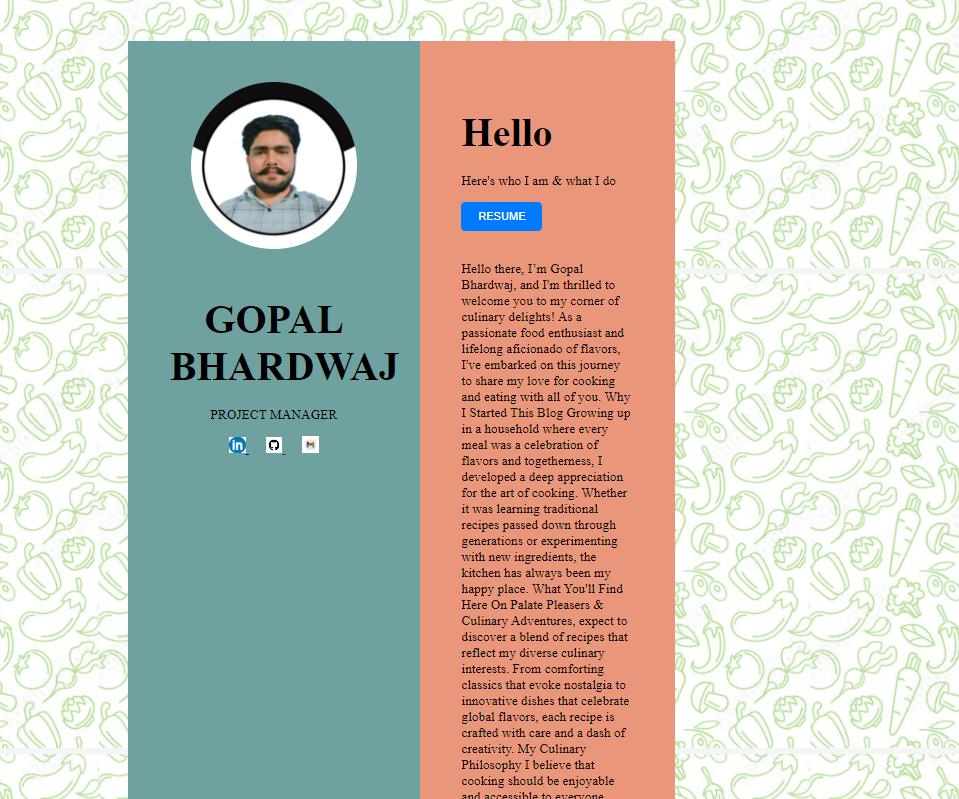 GOPAL
BHARDWAJ
PROJECT MANAGER
in
Hello
Here's who I am & what I do
RESUME
Hello there, I’m Gopal
Bhardwaj, and I'm thrilled to
welcome you to my corner of
culinary delights! As a
passionate food enthusiast and
lifelong aficionado of flavors,
I've embarked on this journey
to share my love for cooking
and eating with all of you. Why
I Started This Blog Growing up
in a household where every
meal was a celebration of
flavors and togetherness, I
developed a deep appreciation
for the art of cooking. Whether
it was learning traditional
recipes passed down through
generations or experimenting
with new ingredients, the
kitchen has always been my
happy place. What You'll Find
Here On Palate Pleasers &
Culinary Adventures, expect to
discover a blend of recipes that
reflect my diverse culinary
interests. From comforting
classics that evoke nostalgia to
innovative dishes that celebrate
global flavors, each recipe is
crafted with care and a dash of
creativity. My Culinary
Philosophy I believe that
cooking should be enjoyable
and accessible to everyone